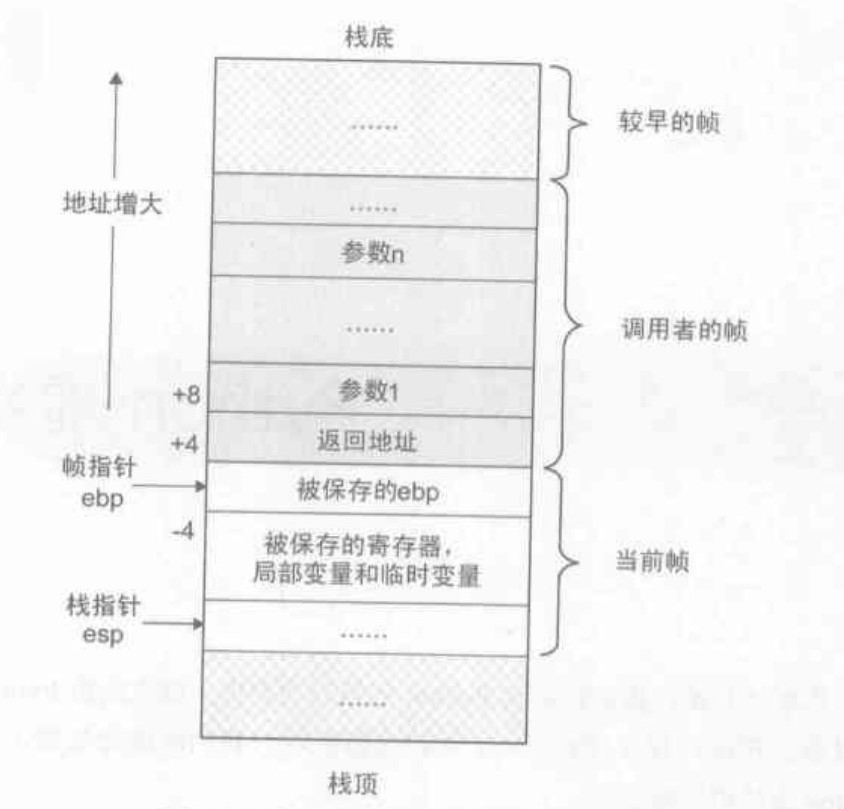 栈底
......
较早的帧
地址增大
......
参数n
......
调用者的帧
+8
参数1
+4
返回地址
帧指针
ebp
被保存的ebp
-4
被保存的寄存器，
局部变量和临时变量
当前帧
栈指针
esp
......
......
栈顶